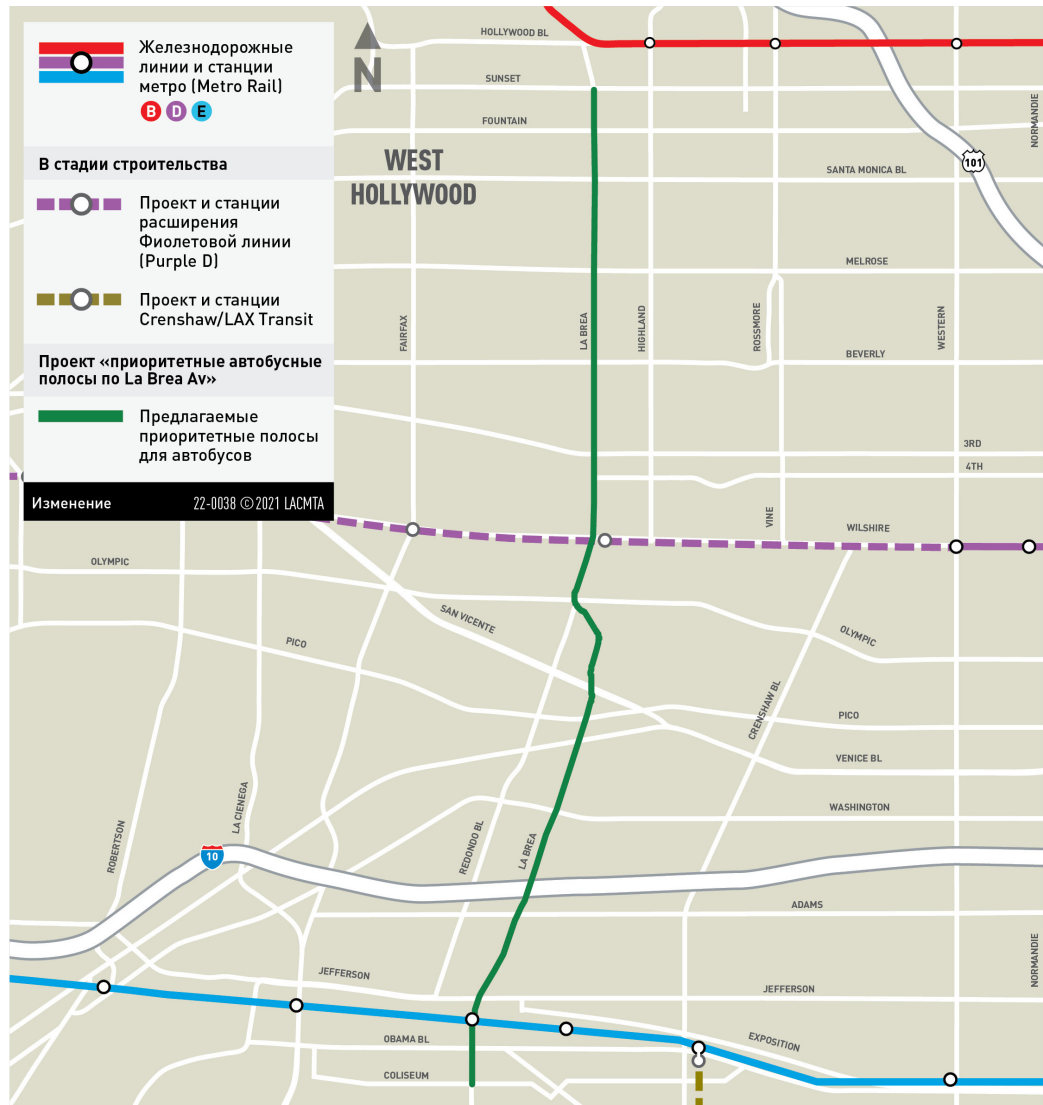 Железнодорожные
линии и станции
метро (Metro Rail)
B D E
В стадии строительства
Проект и станции
расширения
Фиолетовой линии
(Purple D)
Проект и станции
Crenshaw/LAX Transit
Проект «приоритетные автобусные
полосы по La Brea Av»
Предлагаемые
приоритетные полосы
для автобусов
Изменение 22-0038 ©2021 LACMTA
N
HOLLYWOOD BL
SUNSET
FOUNTAIN
WEST
HOLLYWOOD
SANTA MONICA BL
101
NORMANDIE
MELROSE
FAIRFAX
LA BREA
HIGHLAND
ROSSMORE
WESTERN
BEVERLY
3RD
4TH
VINE
WILSHIRE
OLYMPIC
SAN VICENTE
OLYMPIC
PICO
CRENSHAW BL
PICO
VENICE BL
WASHINGTON
ROBERTSON
LA CIENEGA
10
REDONDO BL
LA BREA
ADAMS
NORMANDIE
JEFFERSON
JEFFERSON
OBAMA BL
EXPOSITION
COLISEUM